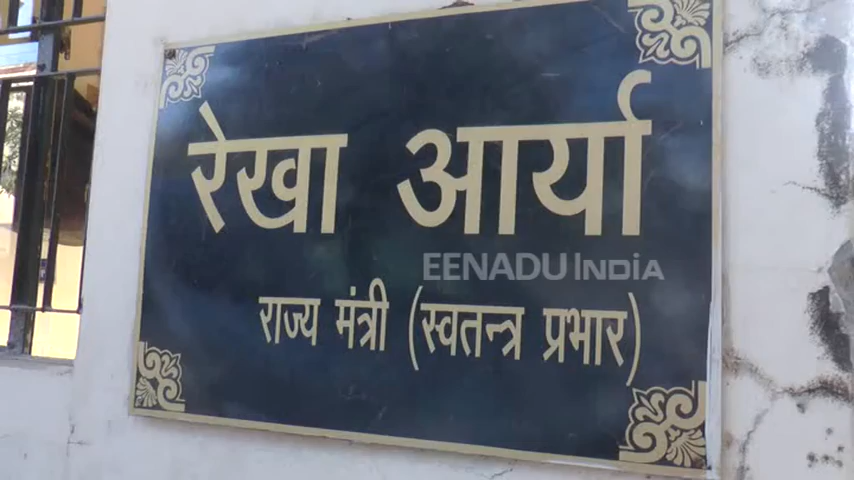 रेखा आर्या
EENADU INDIA
राज्य मंत्री (स्वतन्त्र प्रभार)